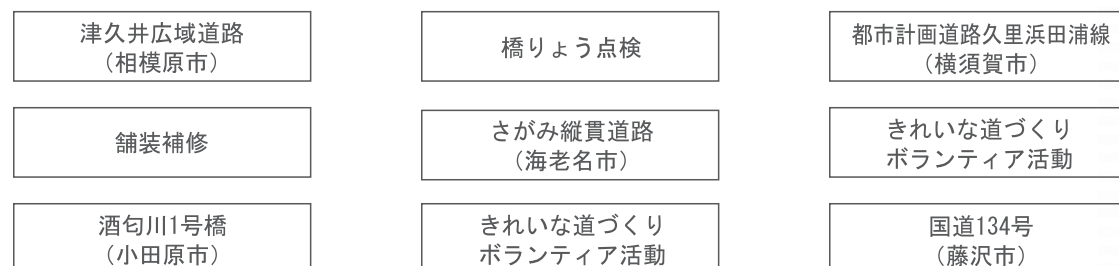 津久井広域道路
（相模原市）
橋りょう点検
都市計画道路久里浜田浦線
（横須賀市）
舗装補修
さがみ縦貫道路
（海老名市）
きれいな道づくり
ボランティア活動
酒匂川1号橋
（小田原市）
きれいな道づくり
ボランティア活動
国道134号
（藤沢市）